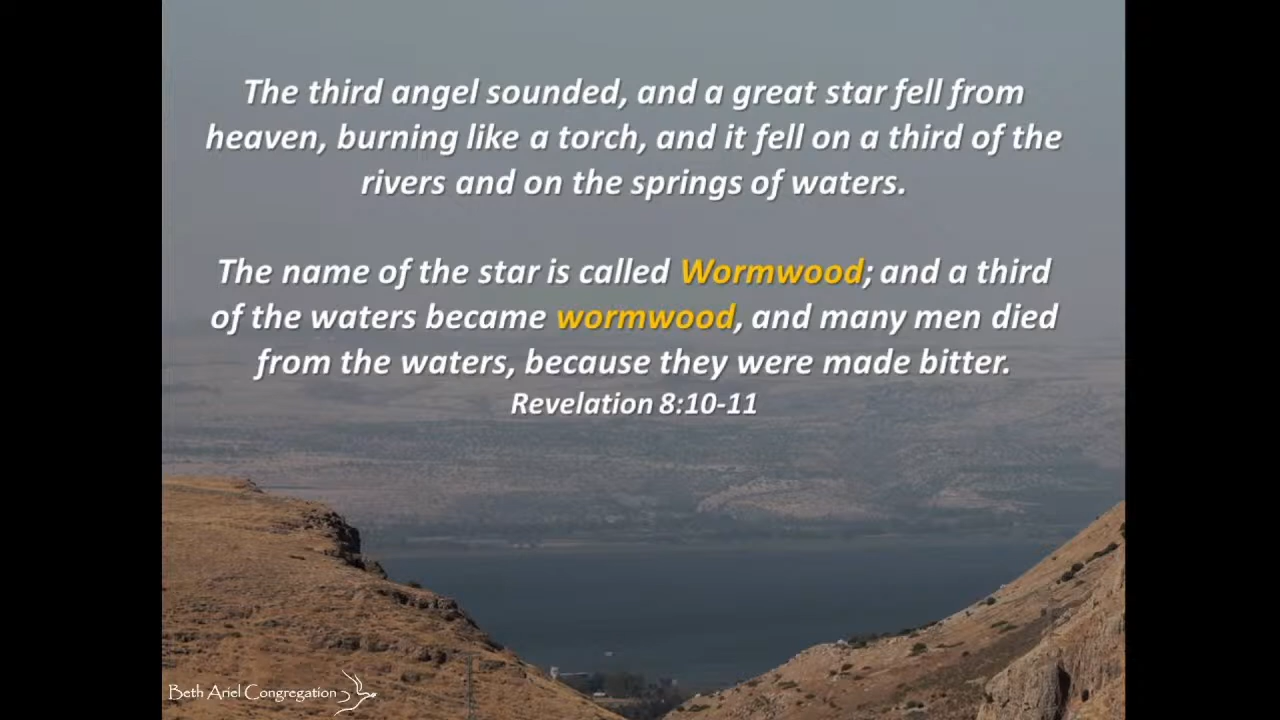 The third angel sounded, and a great star fell from
heaven, burning like a torch, and it fell on a third of the
rivers and on the springs of waters.
The name of the star is called Wormwood; and a third
of the waters became wormwood, and many men died
from the waters, because they were made bitter.
Revelation 8:10-11
Beth Ariel Congregation